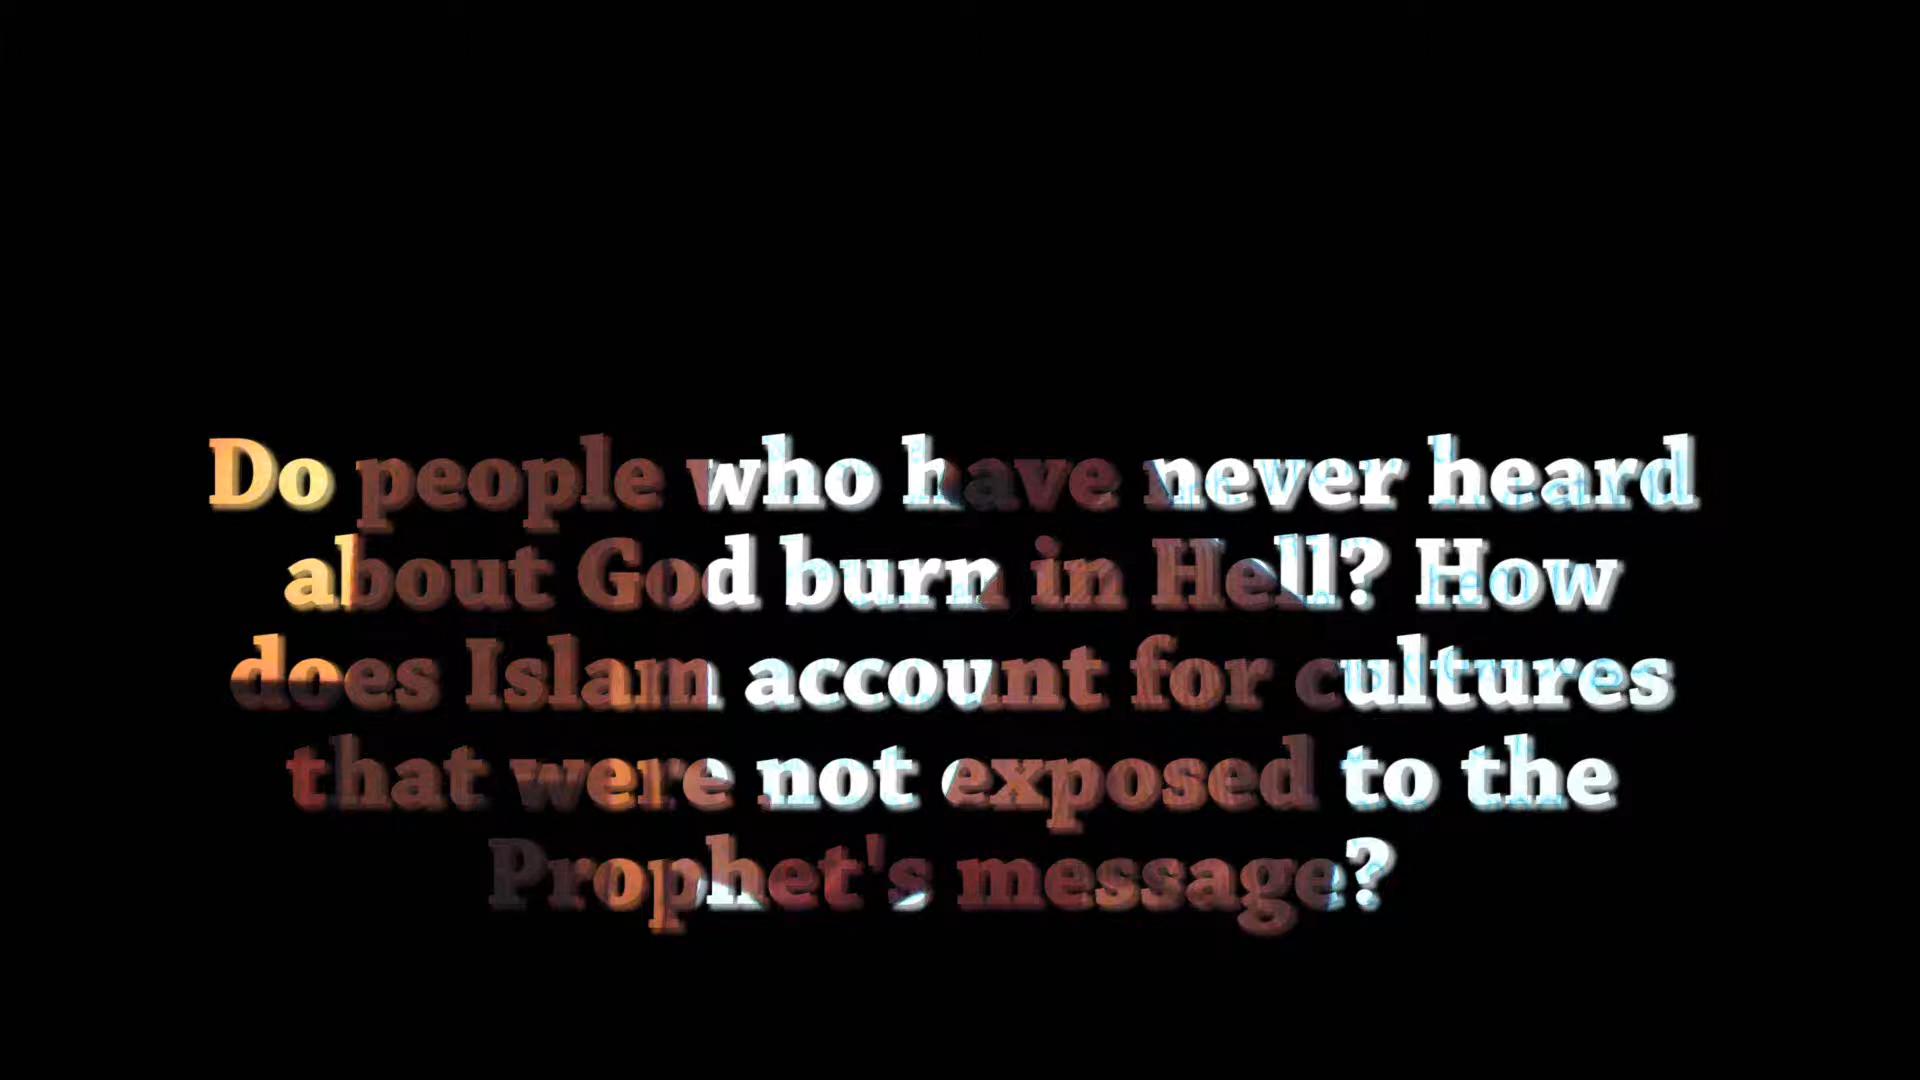 Do people who have never heard
about God burn in Hell? How
does Islam account for cultures
that were not exposed to the
Prophet's message?